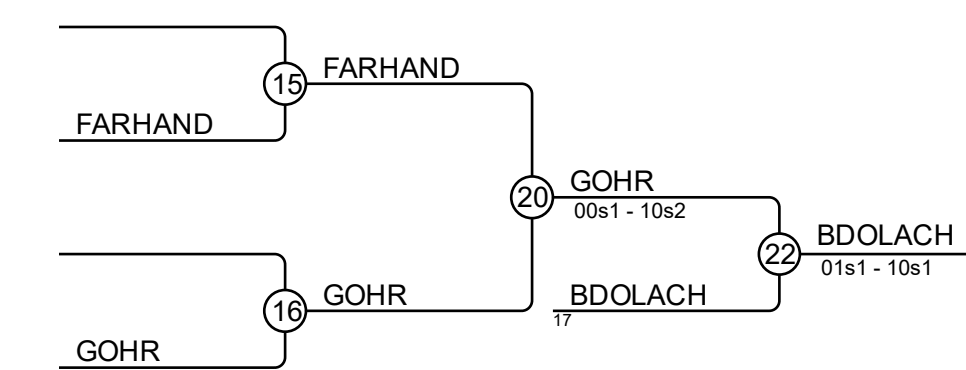 FARHAND
15
FARHAND
GOHR
20
00s1 - 10s2
BDOLACH
22
01s1 - 10s1
GOHR
16
BDOLACH
17
GOHR